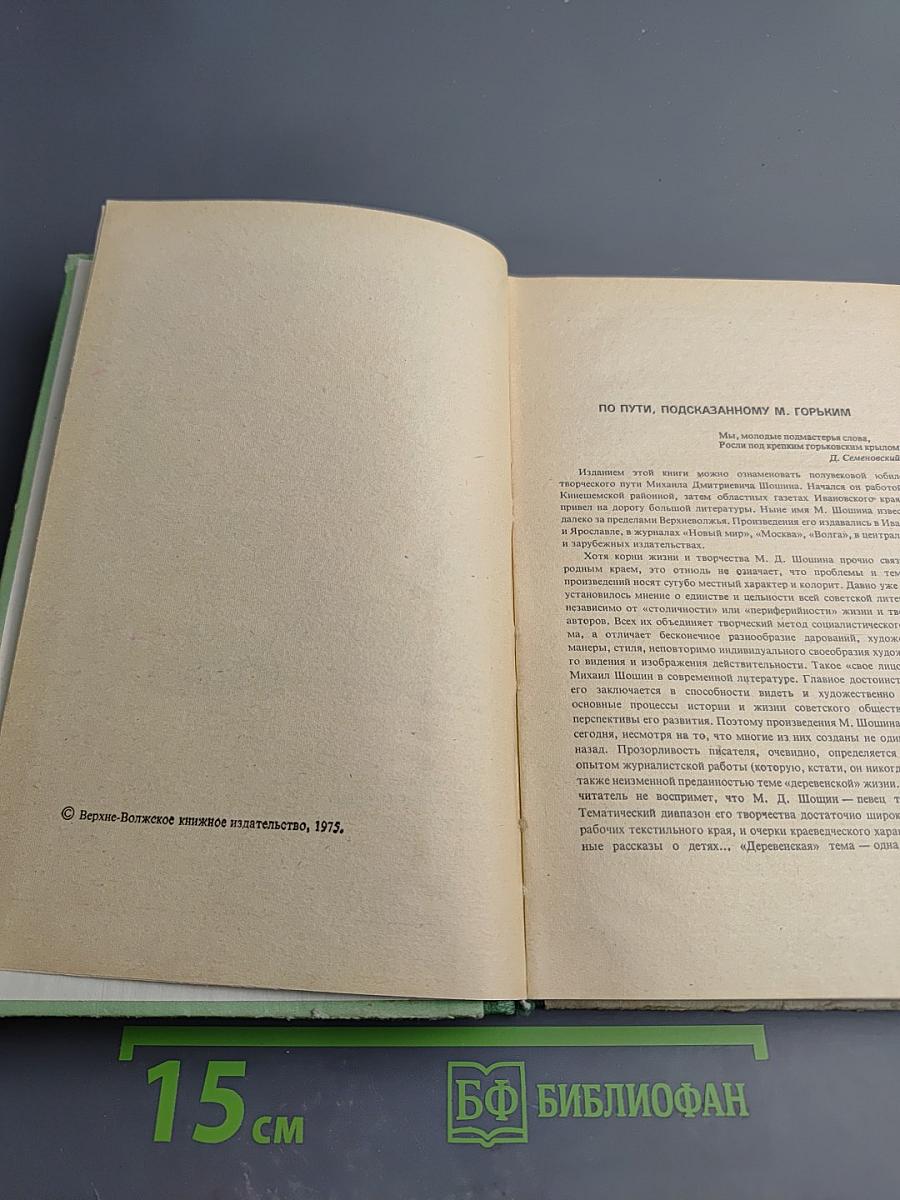 © Верхне-Волжское книжное издательство, 1975.
ПО ПУТИ, ПОДСКАЗАННОМУ М. ГОРЬКИМ
Мы, молодые подмастерья слова,
Росли под крепким горьковским крылом
Д. Семеновский
Изданием этой книги можно ознаменовать полувековой юбил
творческого пути Михаила Дмитриевича Шошина. Начался он работой
Кинешемской районной, затем областных газетах Ивановского края
привел на дорогу большой литературы. Ныне имя М. Шошина извес
далеко за пределами Верхневолжья. Произведения его издавались в Ива
и Ярославле, в журналах «Новый мир», «Москва», «Волга», в централ
и зарубежных издательствах.
Хотя корни жизни и творчества М. Д. Шошина прочно связ
родным краем, это отнюдь не означает, что проблемы и тем
произведений носят сугубо местный характер и колорит. Давно уже
установилось мнение о единстве и цельности всей советской лите
независимо от «столичности» или «периферийности» жизни и тво
авторов. Всех их объединяет творческий метод социалистического
ма, а отличает бесконечное разнообразие дарований, худож
манеры, стиля, неповторимо индивидуального своеобразия худож
го видения и изображения действительности. Такое «свое лицо
Михаил Шошин в современной литературе. Главное достоинст
его заключается в способности видеть и художественно
основные процессы истории и жизни советского обществ
перспективы его развития. Поэтому произведения М. Шошина
сегодня, несмотря на то, что многие из них созданы не оди
назад. Прозорливость писателя, очевидно, определяется
опытом журналистской работы (которую, кстати, он никогд
также неизменной преданностью теме «деревенской» жизни.
читатель не воспримет, что М. Д. Шошин — певец т
Тематический диапазон его творчества достаточно широк
рабочих текстильного края, и очерки краеведческого харак
ные рассказы о детях... «Деревенская» тема — одна
15 см
БФ БИБЛИОФАН